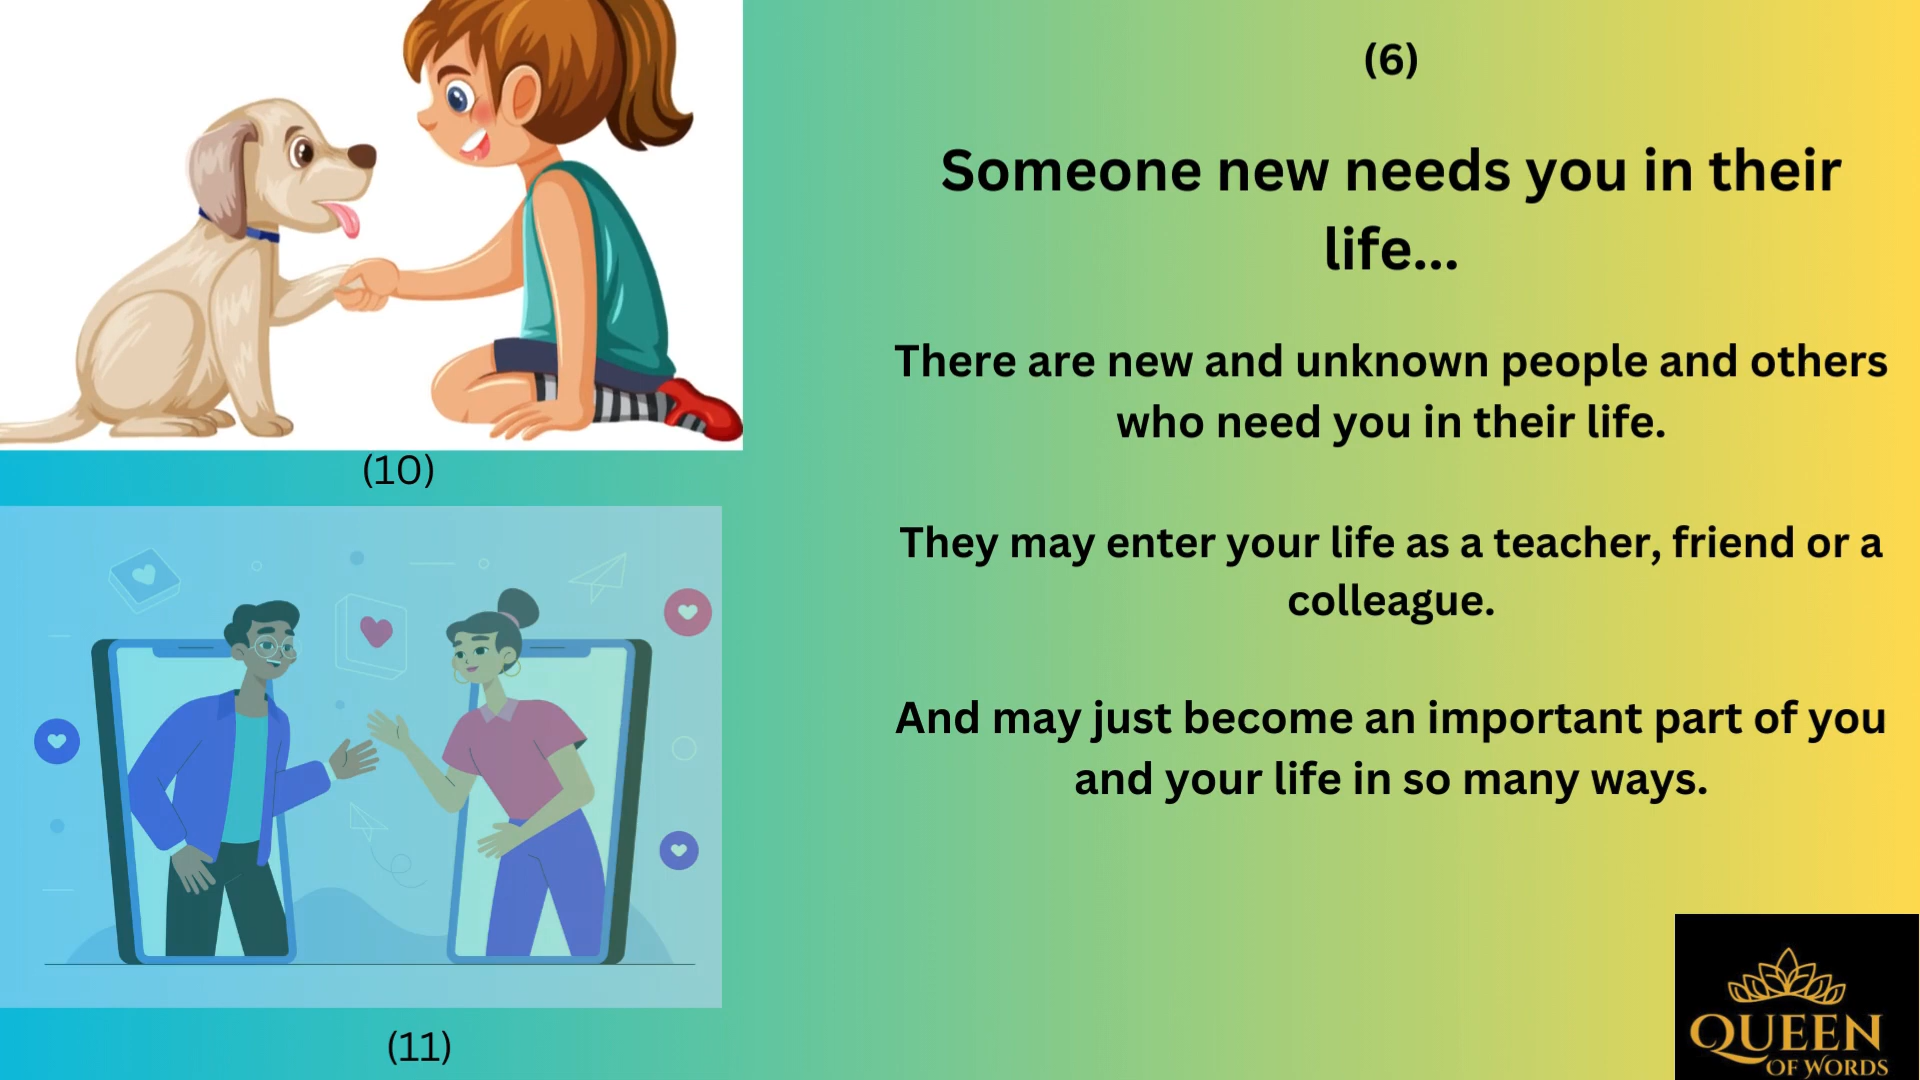 (10)
(11)
(6)
Someone new needs you in their
life...
There are new and unknown people and others
who need you in their life.
They may enter your life as a teacher, friend or a
colleague.
And may just become an important part of you
and your life in so many ways.
QUEEN
OF WORDS